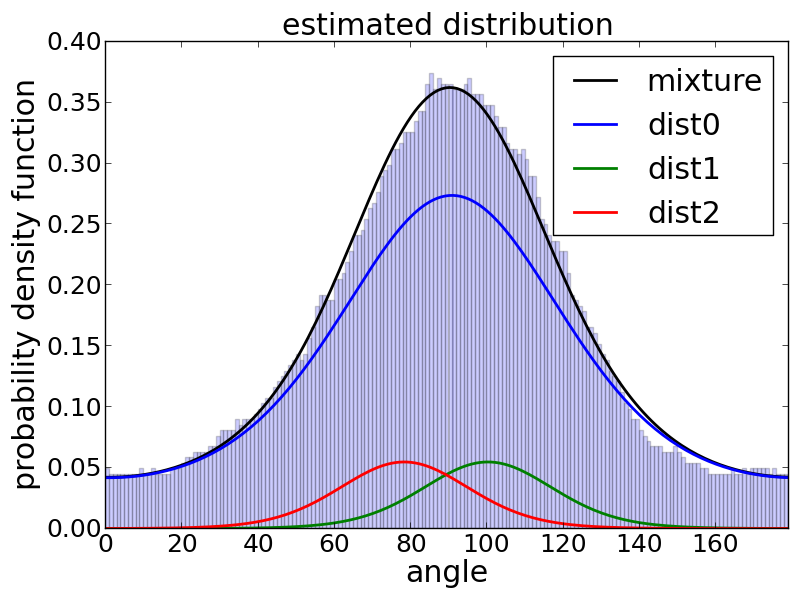 estimated distribution
probability density function
0.40
0.35
0.30
0.25
0.20
0.15
0.10
0.05
0.00
mixture
dist0
dist1
dist2
0 20 40 60 80 100 120 140 160
angle